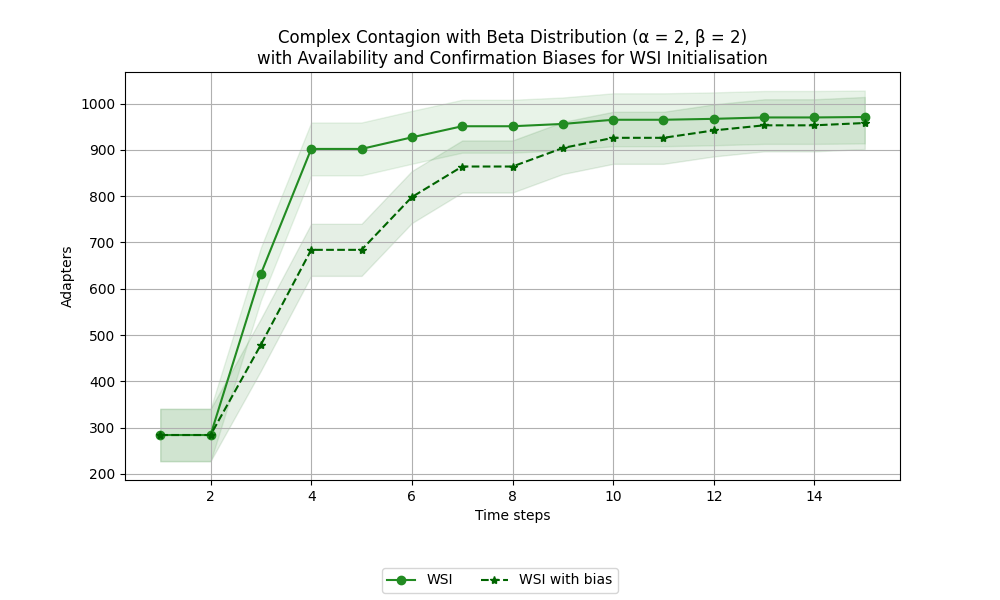 Complex Contagion with Beta Distribution (α = 2, β = 2)
with Availability and Confirmation Biases for WSI Initialisation
1000
900
800
700
600
500
400
300
200
Adapters
2 4 6 8 10 12 14
Time steps
WSI WSI with bias